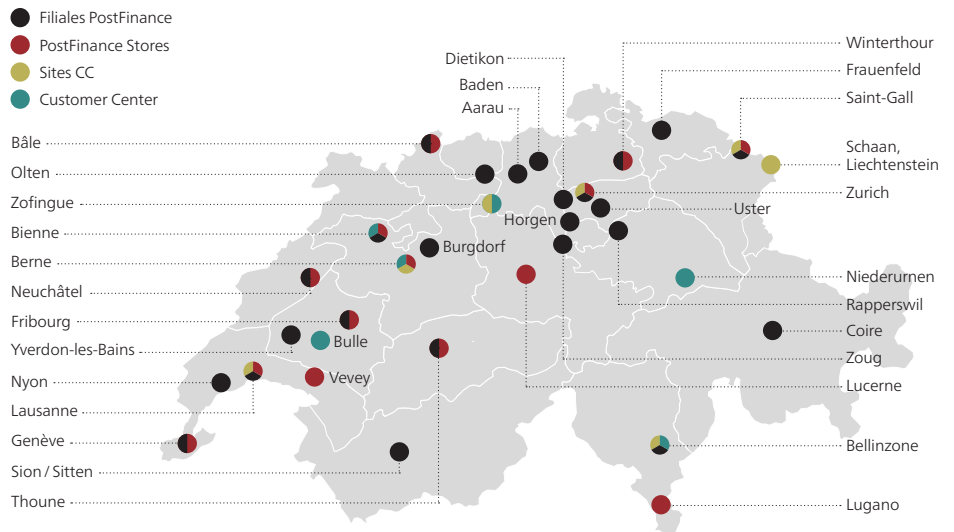 Filiales PostFinance
PostFinance Stores
Sites CC
Customer Center
Bâle
Olten
Zofingue
Bienne
Berne
Neuchâtel
Fribourg
Yverdon-les-Bains
Nyon
Lausanne
Genève
Sion / Sitten
Thoune
Dietikon
Baden
Aarau
Horgen
Burgdorf
Bulle
Vevey
Uster
Winterthour
Frauenfeld
Saint-Gall
Schaan,
Liechtenstein
Zurich
Niederurnen
Rapperswil
Coire
Zoug
Lucerne
Bellinzone
Lugano